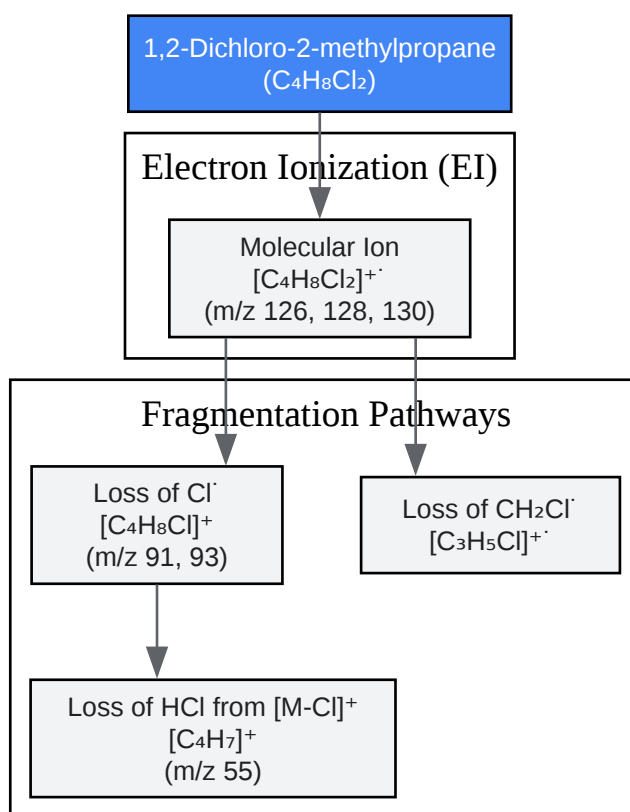 1,2-Dichloro-2-methylpropane
(C₄H₈Cl₂)
Electron Ionization (EI)
Molecular Ion
[C₄H₈Cl₂]⁺˙
(m/z 126, 128, 130)
Fragmentation Pathways
Loss of Cl˙
[C₄H₈Cl]⁺
(m/z 91, 93)
Loss of CH₂Cl˙
[C₃H₅Cl]⁺˙
Loss of HCl from [M-Cl]⁺
[C₄H₇]⁺
(m/z 55)